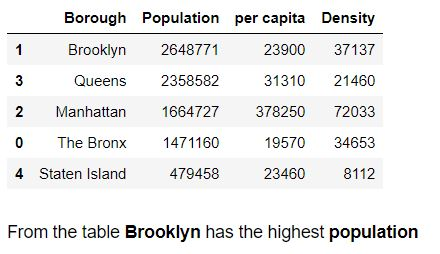 Borough Population per capita Density
1 Brooklyn 2648771 23900 37137
3 Queens 2358582 31310 21460
2 Manhattan 1664727 378250 72033
0 The Bronx 1471160 19570 34653
4 Staten Island 479458 23460 8112
From the table Brooklyn has the highest population